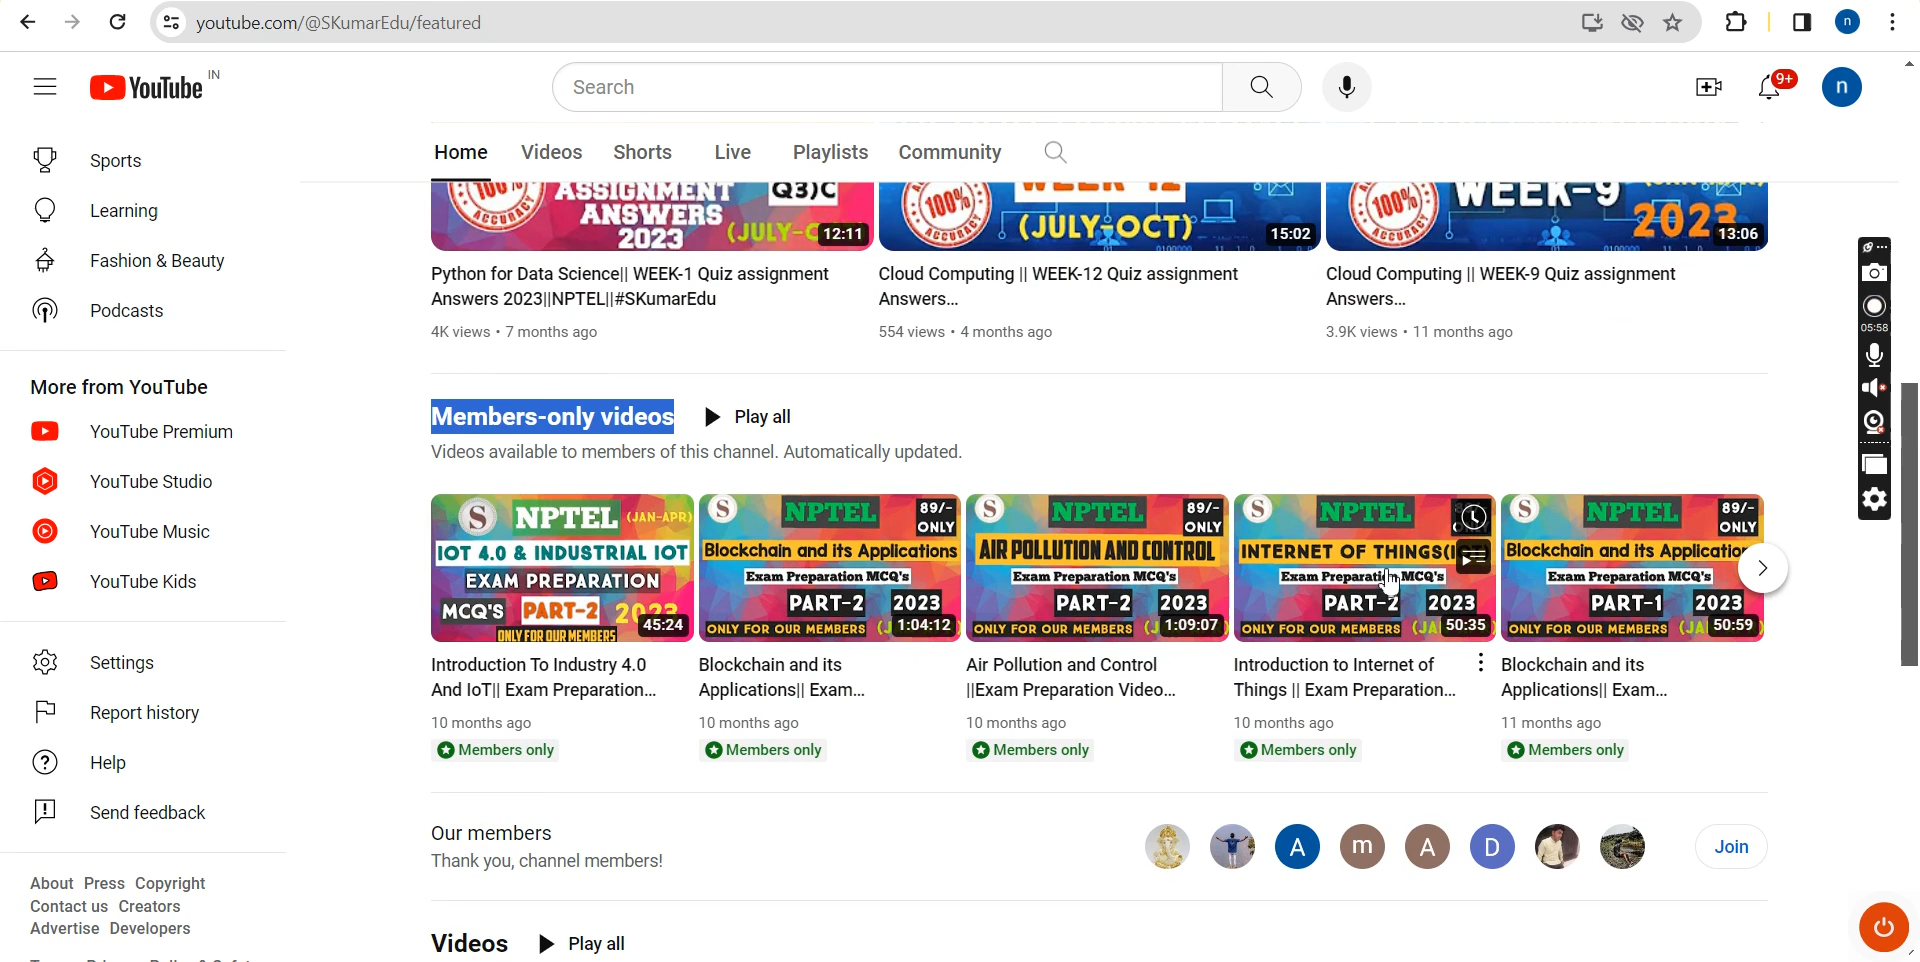 youtube.com/@SKumarEdu/featured
n
YouTube IN
Search
9+
n
Sports
Learning
Fashion & Beauty
Podcasts
More from YouTube
YouTube Premium
YouTube Studio
YouTube Music
YouTube Kids
Settings
Report history
Help
Send feedback
About Press Copyright
Contact us Creators
Advertise Developers
Home Videos Shorts Live Playlists Community
100% ACCURACY
ASSIGNMENT
ANSWERS
2023
Q3)C
12:11
100% ACCURACY
WEEK-12
(JULY-OCT)
15:02
100% ACCURACY
WEEK-9
2023
13:06
Python for Data Science|| WEEK-1 Quiz assignment
Answers 2023||NPTEL||#SKumarEdu
4K views • 7 months ago
Cloud Computing || WEEK-12 Quiz assignment
Answers...
554 views • 4 months ago
Cloud Computing || WEEK-9 Quiz assignment
Answers...
3.9K views • 11 months ago
Members-only videos
Play all
Videos available to members of this channel. Automatically updated.
S NPTEL (JAN-APR)
IOT 4.0 & INDUSTRIAL IOT
EXAM PREPARATION
MCQ'S PART-2 2023
ONLY FOR OUR MEMBERS
45:24
S NPTEL 89/- ONLY
Blockchain and its Applications
Exam Preparation MCQ's
PART-2 2023
ONLY FOR OUR MEMBERS
1:04:12
S NPTEL 89/- ONLY
AIR POLLUTION AND CONTROL
Exam Preparation MCQ's
PART-2 2023
ONLY FOR OUR MEMBERS
1:09:07
S NPTEL
INTERNET OF THINGS
Exam Preparation MCQ's
PART-2 2023
ONLY FOR OUR MEMBERS
50:35
S NPTEL 89/- ONLY
Blockchain and its
Exam Preparation MCQ's
PART-1 2023
ONLY FOR OUR MEMBERS
50:59
Introduction To Industry 4.0
And IoT|| Exam Preparation...
10 months ago
Members only
Blockchain and its
Applications|| Exam...
10 months ago
Members only
Air Pollution and Control
||Exam Preparation Video...
10 months ago
Members only
Introduction to Internet of
Things || Exam Preparation...
10 months ago
Members only
Blockchain and its
Applications|| Exam...
11 months ago
Members only
Our members
Thank you, channel members!
A
m
A
D
Join
Videos
Play all
05:58